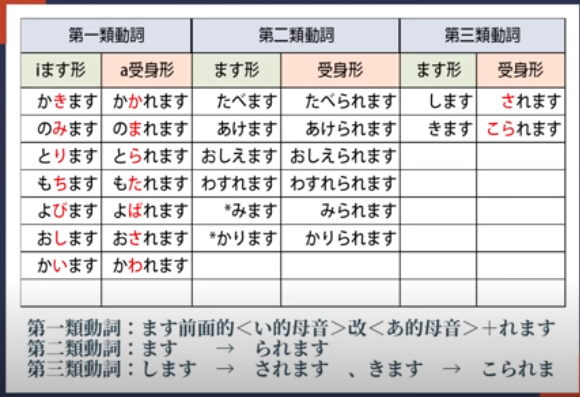 第一類動詞 第二類動詞 第三類動詞
iます形 a受身形 ます形 受身形 ます形 受身形
かきます かかれます たべます たべられます します されます
のみます のまれます あけます あけられます きます こられます
とります とられます おしえます おしえられます
もちます もたれます わすれます わすれられます
よびます よばれます *みます みられます
おします おされます *かります かりられます
かいます かわれます
第一類動詞：ます前面的＜い的母音＞改＜あ的母音＞＋れます
第二類動詞：ます → られます
第三類動詞：します → されます 、きます → こられま